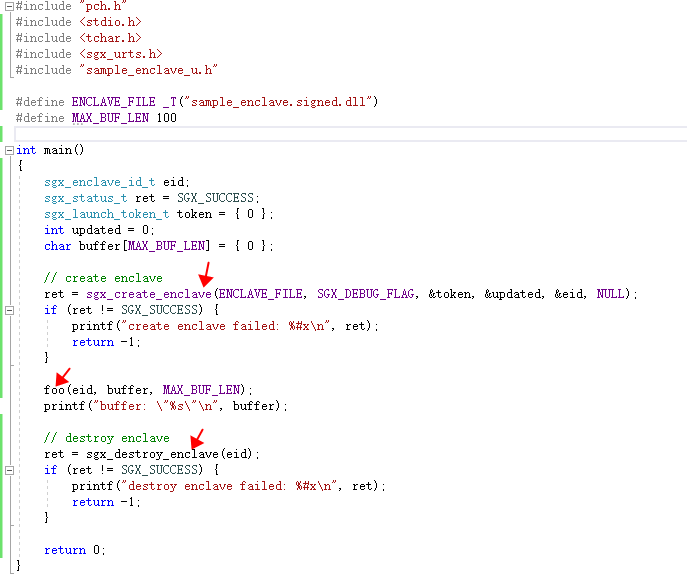 #include "pch.h"
#include <stdio.h>
#include <tchar.h>
#include <sgx_urts.h>
#include "sample_enclave_u.h"

#define ENCLAVE_FILE _T("sample_enclave.signed.dll")
#define MAX_BUF_LEN 100

int main()
{
    sgx_enclave_id_t eid;
    sgx_status_t ret = SGX_SUCCESS;
    sgx_launch_token_t token = { 0 };
    int updated = 0;
    char buffer[MAX_BUF_LEN] = { 0 };

    // create enclave
    ret = sgx_create_enclave(ENCLAVE_FILE, SGX_DEBUG_FLAG, &token, &updated, &eid, NULL);
    if (ret != SGX_SUCCESS) {
        printf("create enclave failed: %#x\n", ret);
        return -1;
    }

    foo(eid, buffer, MAX_BUF_LEN);
    printf("buffer: \"%s\"\n", buffer);

    // destroy enclave
    ret = sgx_destroy_enclave(eid);
    if (ret != SGX_SUCCESS) {
        printf("destroy enclave failed: %#x\n", ret);
        return -1;
    }

    return 0;
}